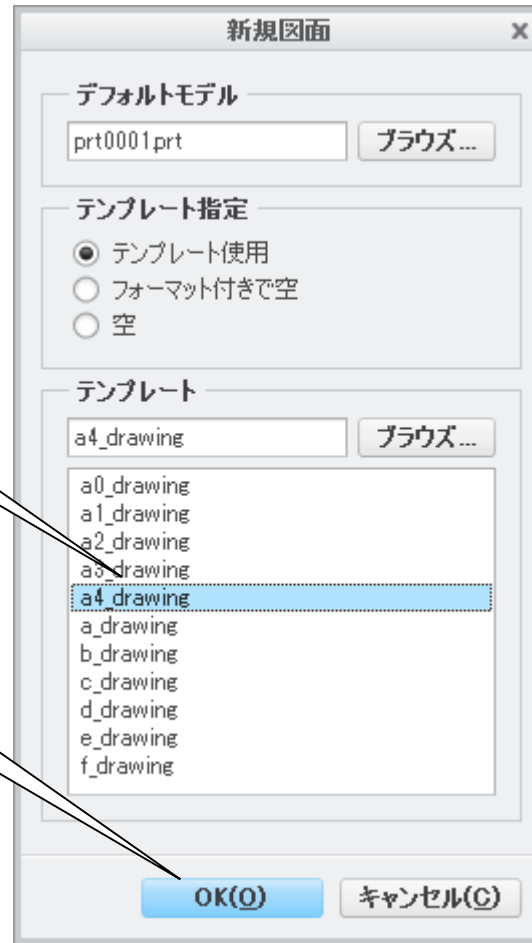 新規図面
デフォルトモデル
prt0001.prt
ブラウズ...
テンプレート指定
テンプレート使用
フォーマット付きで空
空
テンプレート
a4_drawing
ブラウズ...
a0_drawing
a1_drawing
a2_drawing
a3_drawing
a4_drawing
a_drawing
b_drawing
c_drawing
d_drawing
e_drawing
f_drawing
OK(O)
キャンセル(C)